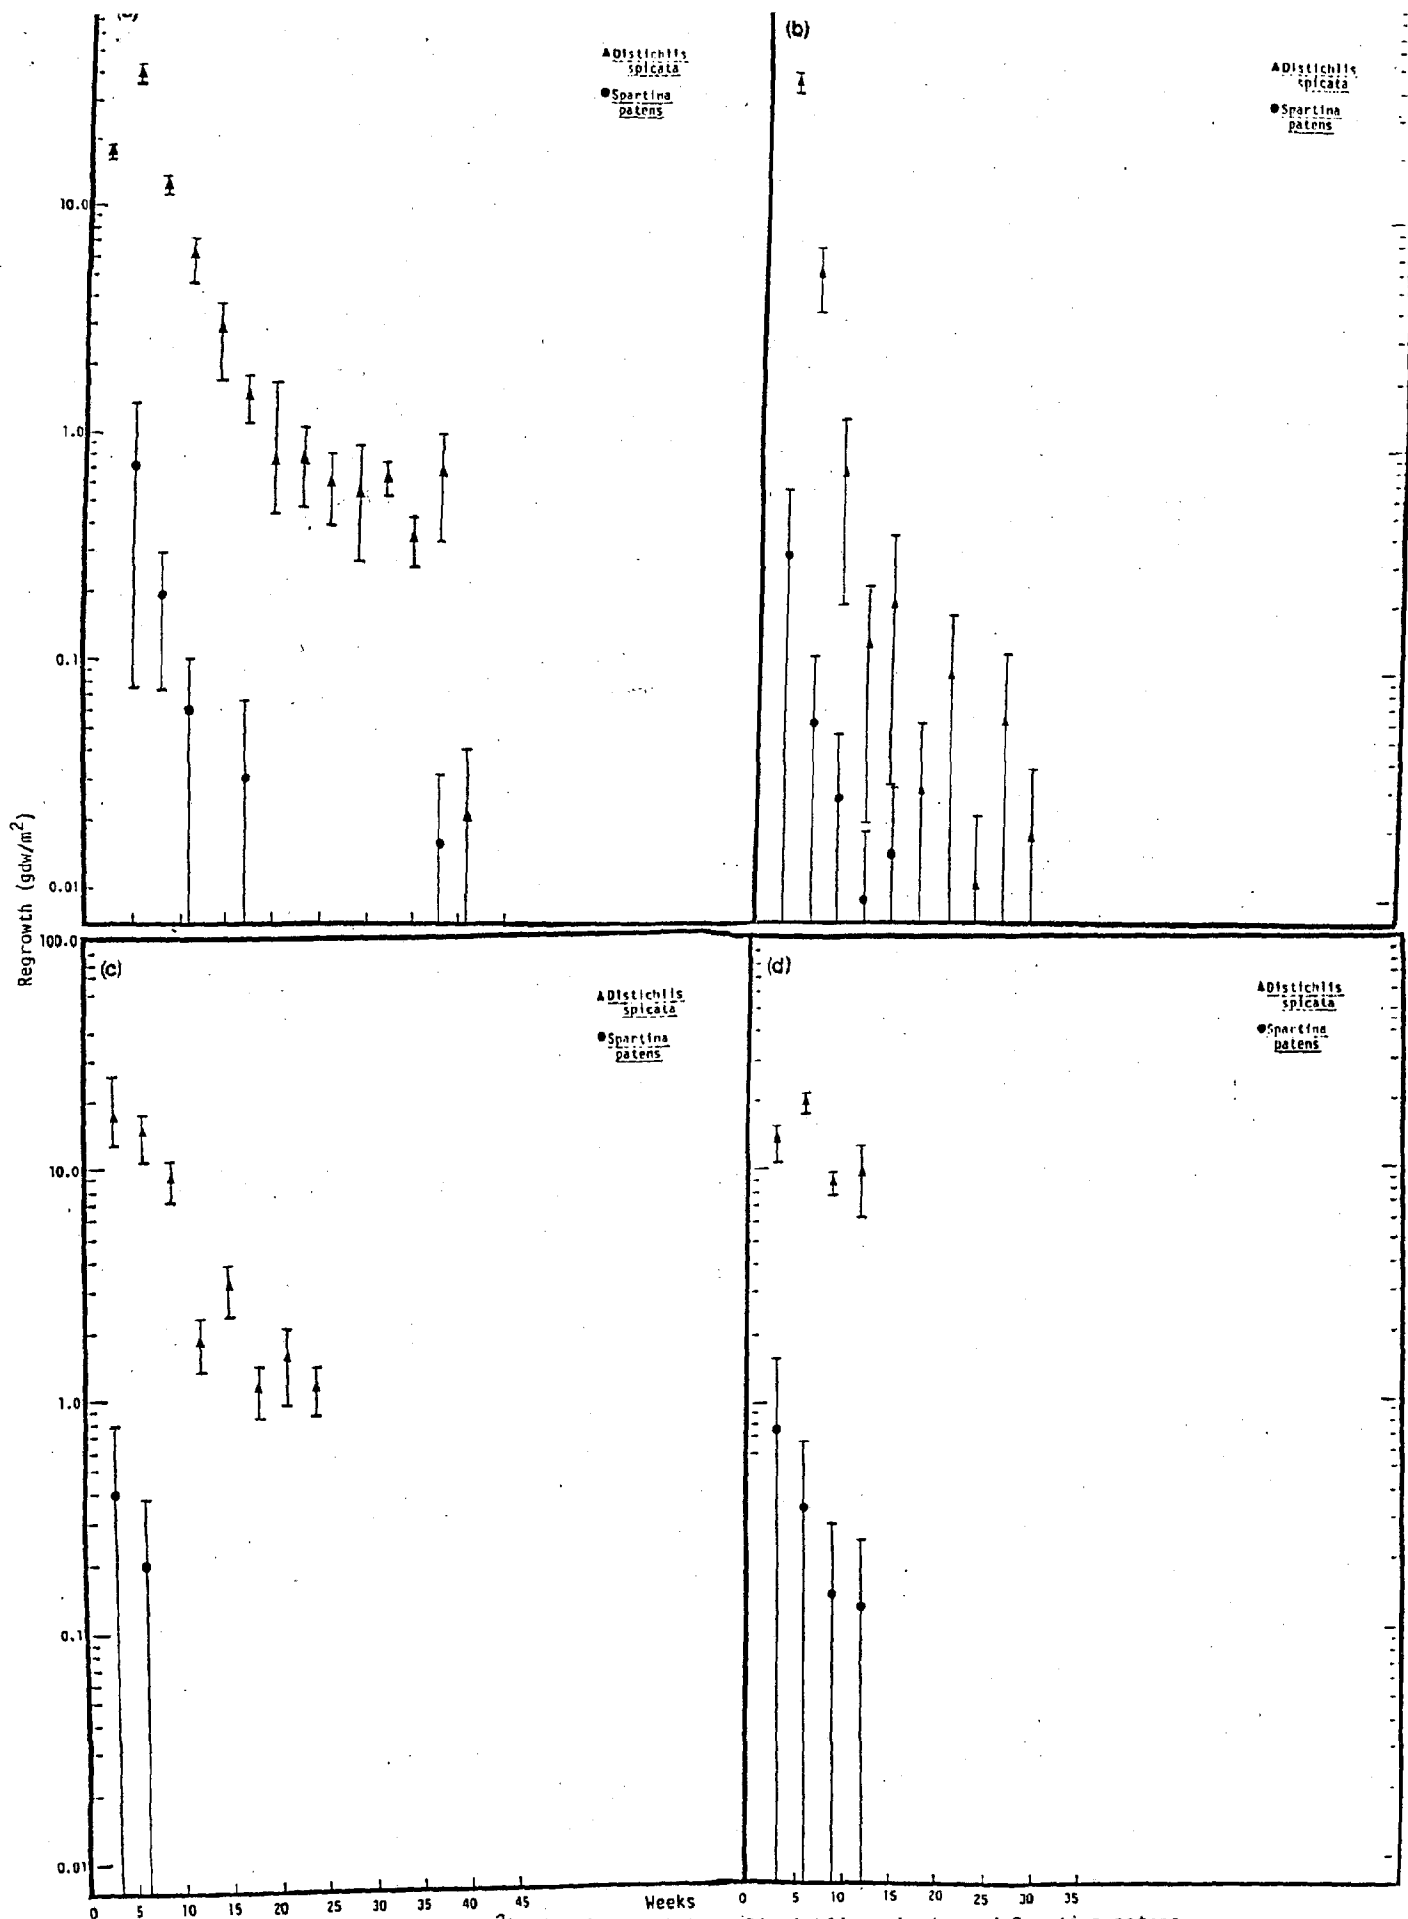 (b)
Distichlis
spicata
Spartina
patens
Distichlis
spicata
Spartina
patens
10.0
1.0
0.1
0.01
Regrowth (gdw/m²)
100.0
(c)
(d)
Distichlis
spicata
Spartina
patens
Distichlis
spicata
Spartina
patens
10.0
1.0
0.1
0.01
0 5 10 15 20 25 30 35 40 45
Weeks
0 5 10 15 20 25 30 35